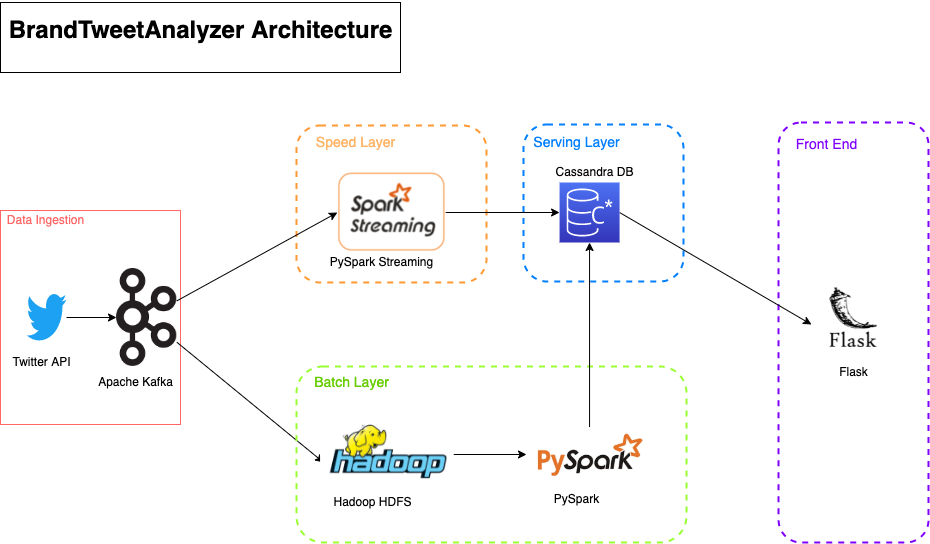 BrandTweetAnalyzer Architecture
Speed Layer
Serving Layer
Front End
Cassandra DB
Spark
Streaming
C*
PySpark Streaming
Data Ingestion
Twitter API
Apache Kafka
Flask
Flask
Batch Layer
hadoop
PySpark
Hadoop HDFS
PySpark